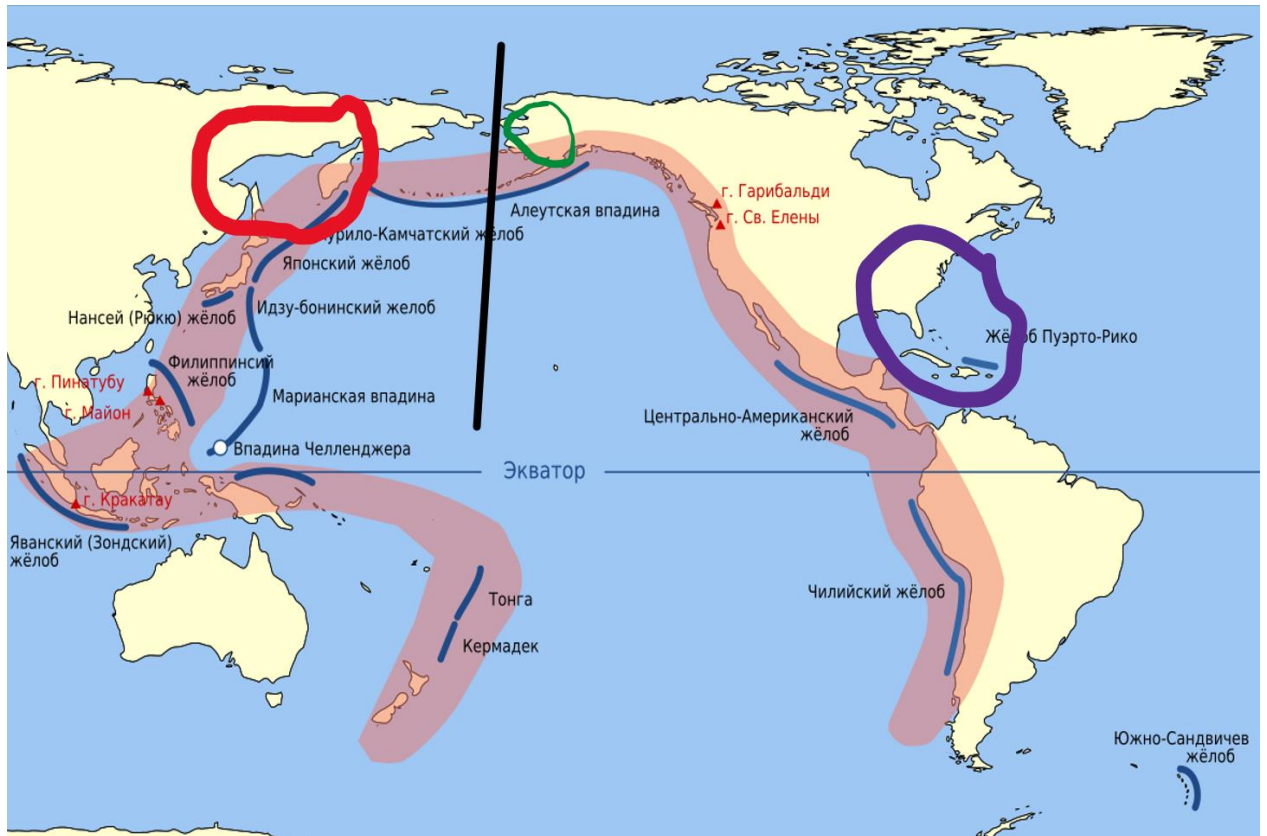 г. Гарибальди
г. Св. Елены
Алеутская впадина
урило-Камчатский жёлоб
Японский жёлоб
Идзу-бонинский желоб
Нансей (Рюкю) жёлоб
Жёлоб Пуэрто-Рико
Филиппинсий
жёлоб
г. Пинатубу
г. Майон
Марианская впадина
Центрально-Американский
жёлоб
Впадина Челленджера
Экватор
г. Кракатау
Яванский (Зондский)
жёлоб
Чилийский жёлоб
Тонга
Кермадек
Южно-Сандвичев
жёлоб